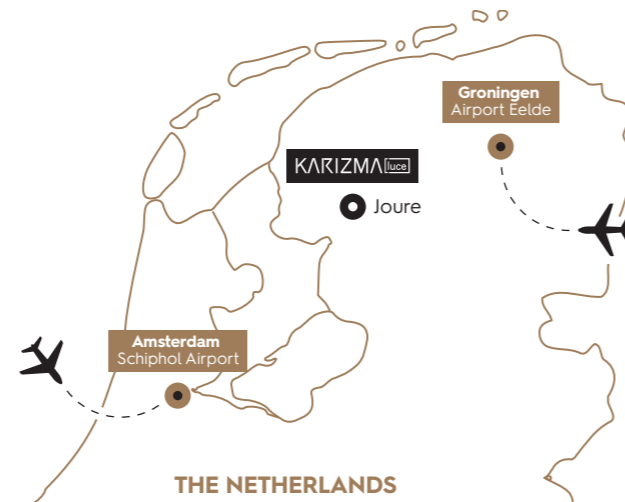 Groningen
Airport Eelde
KARIZMA luce
Joure
Amsterdam
Schiphol Airport
THE NETHERLANDS